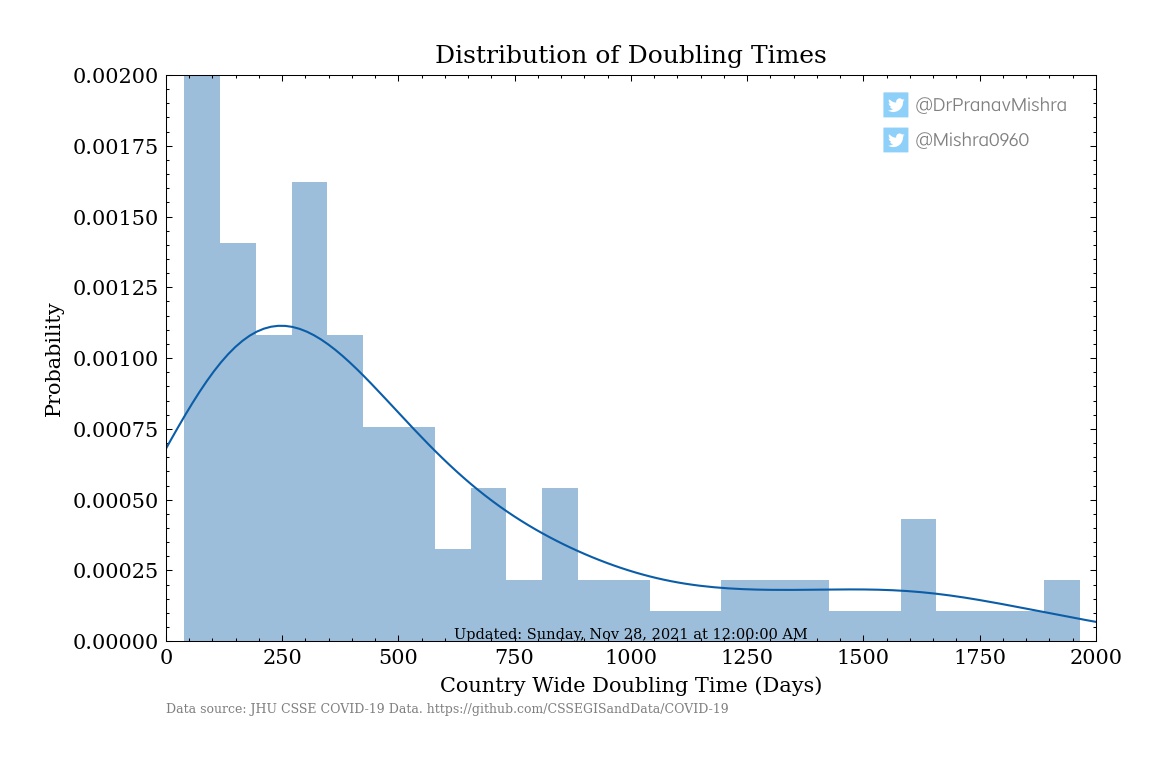 Distribution of Doubling Times
@DrPranavMishra
@Mishra0960
0.00200
0.00175
0.00150
0.00125
0.00100
0.00075
0.00050
0.00025
0.00000
Probability
Updated: Sunday, Nov 28, 2021 at 12:00:00 AM
0 250 500 750 1000 1250 1500 1750 2000
Country Wide Doubling Time (Days)
Data source: JHU CSSE COVID-19 Data. https://github.com/CSSEGISandData/COVID-19